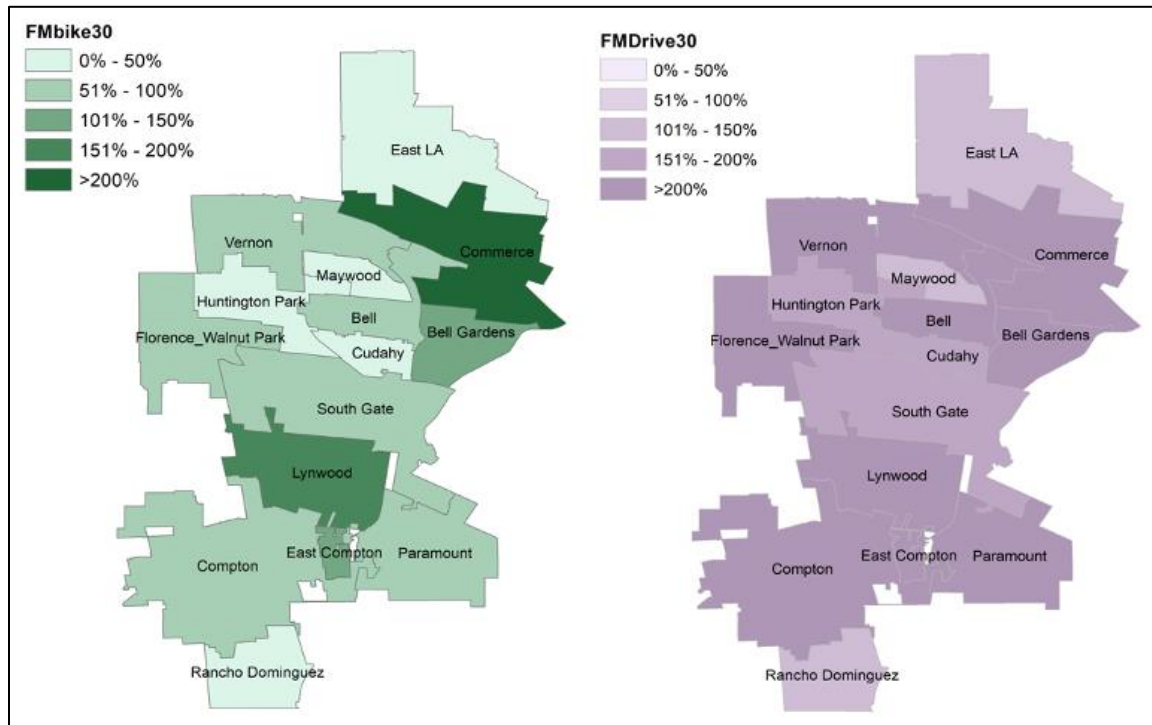 FMbike30
0% - 50%
51% - 100%
101% - 150%
151% - 200%
>200%
East LA
Vernon
Commerce
Maywood
Huntington Park
Bell
Florence_Walnut Park
Bell Gardens
Cudahy
South Gate
Lynwood
East Compton
Paramount
Compton
Rancho Dominguez
FMDrive30
0% - 50%
51% - 100%
101% - 150%
151% - 200%
>200%
East LA
Vernon
Commerce
Maywood
Huntington Park
Bell
Bell Gardens
Florence_Walnut Park
Cudahy
South Gate
Lynwood
East Compton
Paramount
Compton
Rancho Dominguez